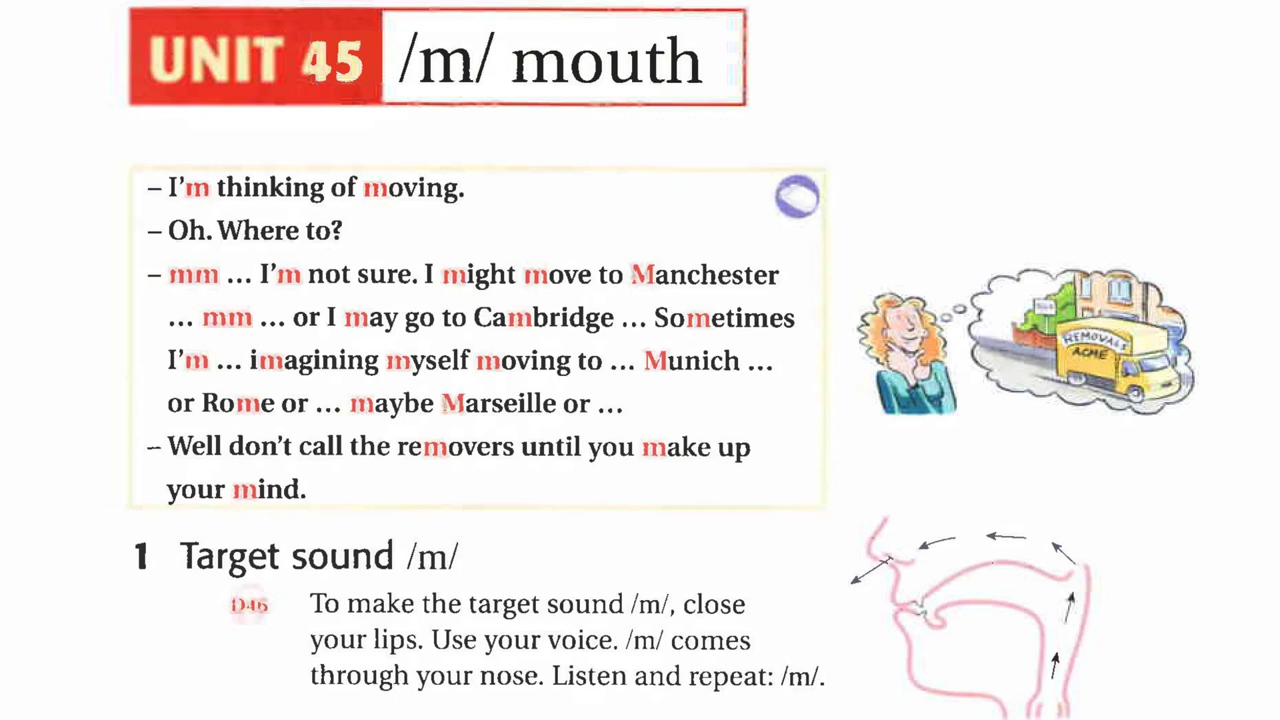 UNIT 45 /m/ mouth
– I'm thinking of moving.
– Oh. Where to?
– mm ... I'm not sure. I might move to Manchester
... mm ... or I may go to Cambridge ... Sometimes
I'm ... imagining myself moving to ... Munich ...
or Rome or ... maybe Marseille or ...
– Well don't call the removers until you make up
your mind.
REMOVALS
ACME
1 Target sound /m/
D46 To make the target sound /m/, close
your lips. Use your voice. /m/ comes
through your nose. Listen and repeat: /m/.